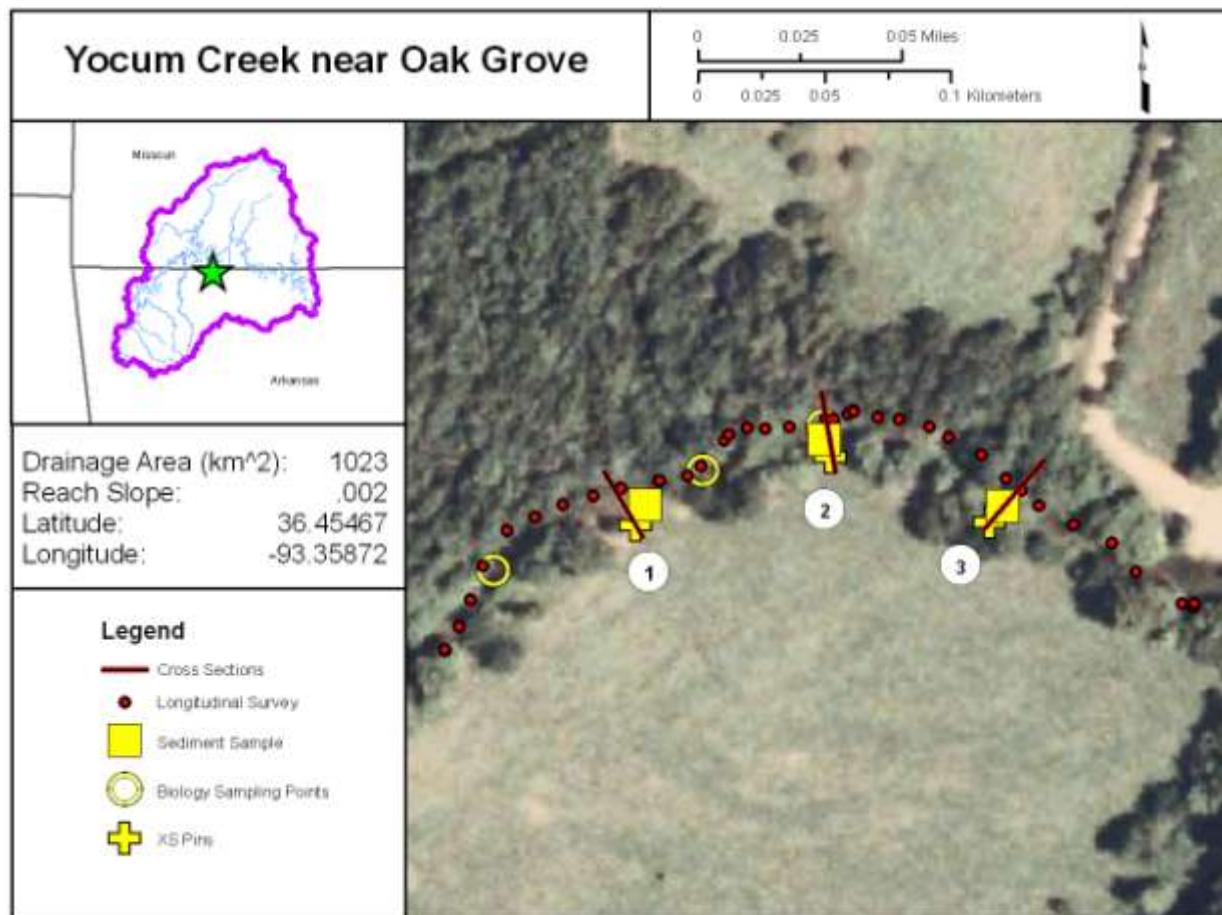 Yocum Creek near Oak Grove
0 0.025 0.05 Miles
0 0.025 0.05 0.1 Kilometers
Missouri
Arkansas
Drainage Area (km^2): 1023
Reach Slope: .002
Latitude: 36.45467
Longitude: -93.35872
Legend
Cross Sections
Longitudinal Survey
Sediment Sample
Biology Sampling Points
XS Pins
1
2
3